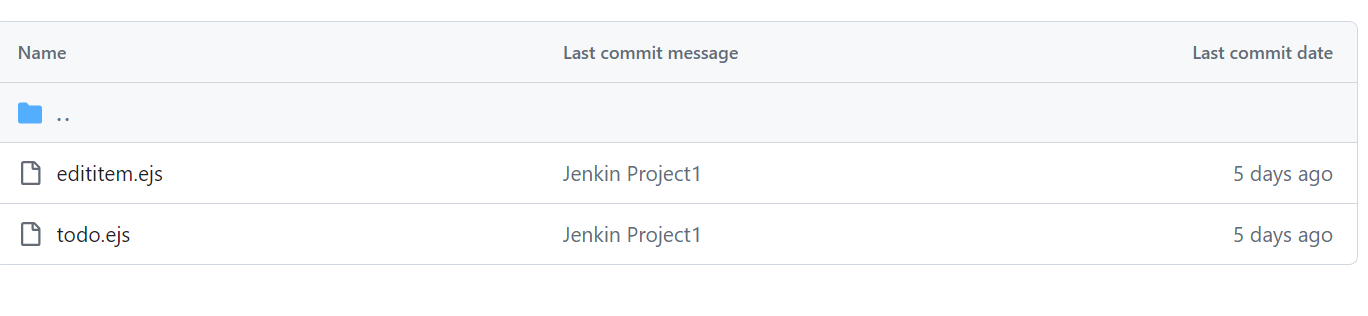 Name Last commit message Last commit date
..
edititem.ejs Jenkin Project1 5 days ago
todo.ejs Jenkin Project1 5 days ago